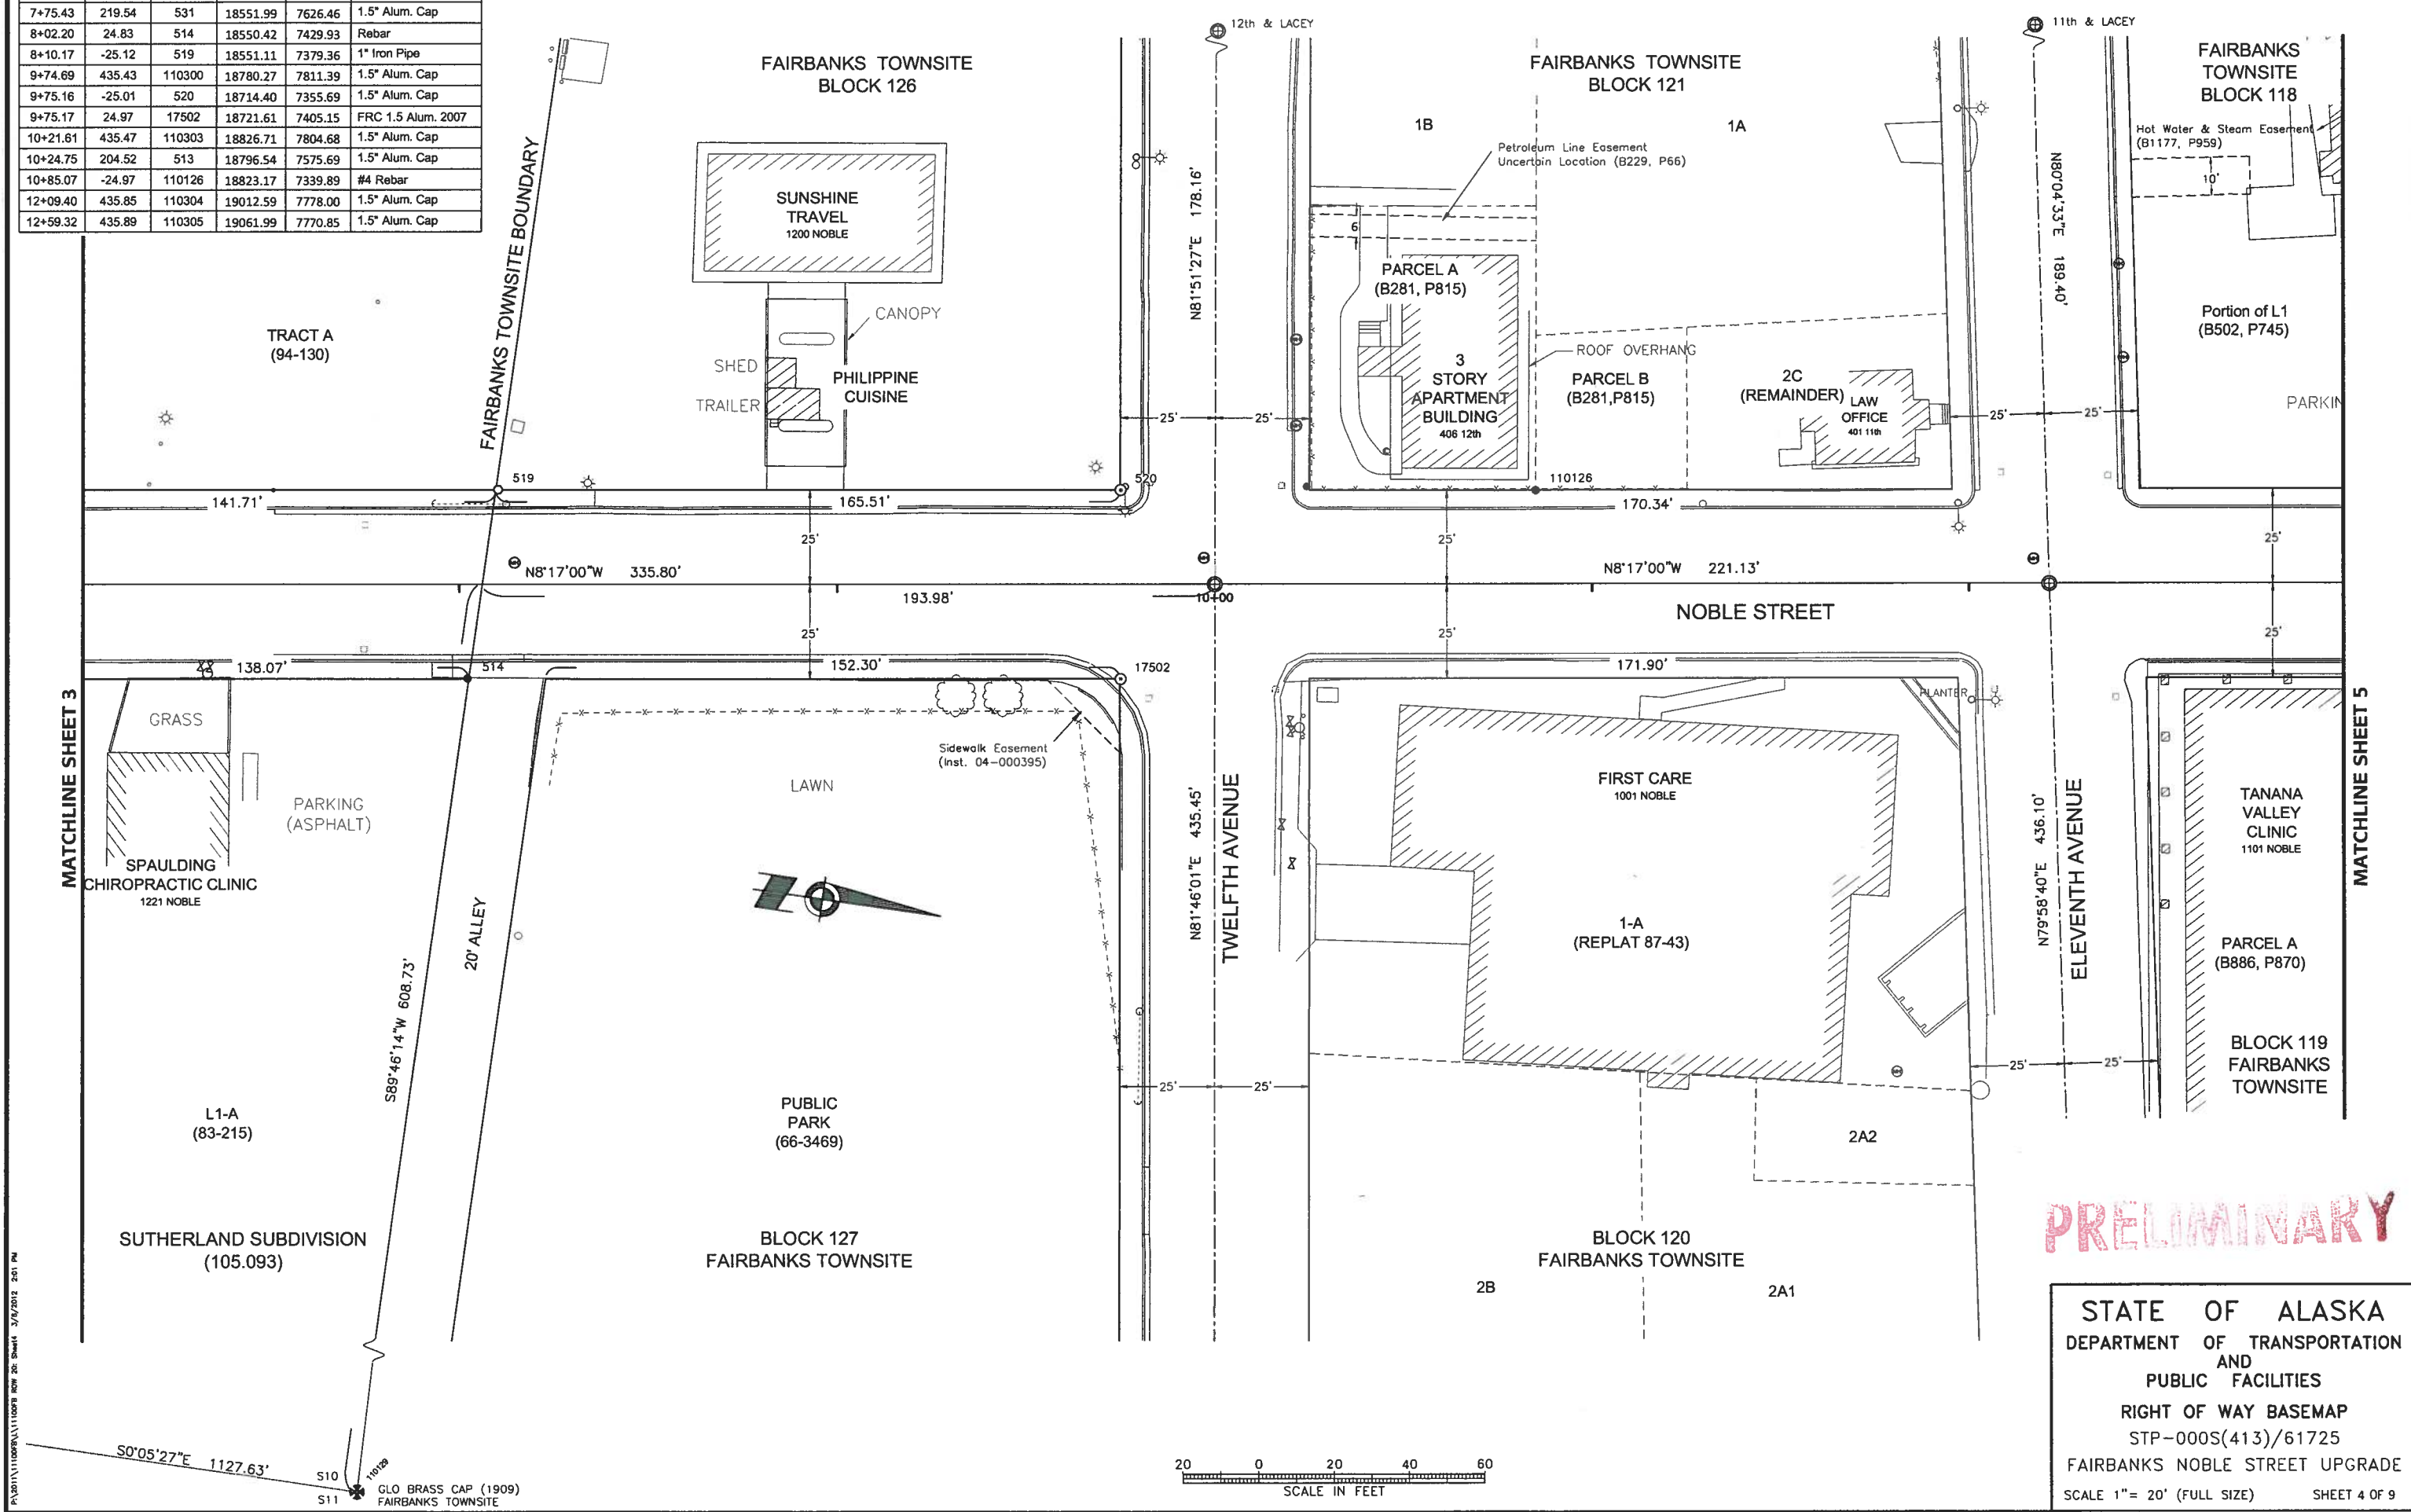 7+75.43 219.54 531 18551.99 7626.46 1.5" Alum. Cap
8+02.20 24.83 514 18550.42 7429.93 Rebar
8+10.17 -25.12 519 18551.11 7379.36 1" Iron Pipe
9+74.69 435.43 110300 18780.27 7811.39 1.5" Alum. Cap
9+75.16 -25.01 520 18714.40 7355.69 1.5" Alum. Cap
9+75.17 24.97 17502 18721.61 7405.15 FRC 1.5 Alum. 2007
10+21.61 435.47 110303 18826.71 7804.68 1.5" Alum. Cap
10+24.75 204.52 513 18796.54 7575.69 1.5" Alum. Cap
10+85.07 -24.97 110126 18823.17 7339.89 #4 Rebar
12+09.40 435.85 110304 19012.59 7778.00 1.5" Alum. Cap
12+59.32 435.89 110305 19061.99 7770.85 1.5" Alum. Cap
12th & LACEY
11th & LACEY
FAIRBANKS TOWNSITE
BLOCK 126
FAIRBANKS TOWNSITE
BLOCK 121
FAIRBANKS
TOWNSITE
BLOCK 118
1B
1A
Petroleum Line Easement
Uncertain Location (B229, P66)
Hot Water & Steam Easement
(B1177, P959)
10'
FAIRBANKS TOWNSITE BOUNDARY
SUNSHINE
TRAVEL
1200 NOBLE
N81°51'27"E 178.16'
N80°04'33"E 189.40'
6'
PARCEL A
(B281, P815)
CANOPY
TRACT A
(94-130)
Portion of L1
(B502, P745)
SHED
TRAILER
PHILIPPINE
CUISINE
3
STORY
APARTMENT
BUILDING
406 12th
ROOF OVERHANG
PARCEL B
(B281,P815)
2C
(REMAINDER)
LAW
OFFICE
401 11th
PARKIN
25'
25'
25'
25'
519
520
110126
141.71'
165.51'
170.34'
25'
25'
25'
N8°17'00"W 335.80'
N8°17'00"W 221.13'
193.98'
10+00
NOBLE STREET
25'
25'
25'
138.07'
514
152.30'
17502
171.90'
MATCHLINE SHEET 3
MATCHLINE SHEET 5
GRASS
PLANTER
Sidewalk Easement
(Inst. 04-000395)
LAWN
PARKING
(ASPHALT)
SPAULDING
CHIROPRACTIC CLINIC
1221 NOBLE
FIRST CARE
1001 NOBLE
TANANA
VALLEY
CLINIC
1101 NOBLE
N81°46'01"E 435.45'
TWELFTH AVENUE
N79°58'40"E 436.10'
ELEVENTH AVENUE
20' ALLEY
S89°46'14"W 608.73'
1-A
(REPLAT 87-43)
PARCEL A
(B886, P870)
BLOCK 119
FAIRBANKS
TOWNSITE
25'
25'
25'
25'
L1-A
(83-215)
PUBLIC
PARK
(66-3469)
2A2
SUTHERLAND SUBDIVISION
(105.093)
BLOCK 127
FAIRBANKS TOWNSITE
BLOCK 120
FAIRBANKS TOWNSITE
2B
2A1
PRELIMINARY
S0°05'27"E 1127.63'
S10
S11
110129
GLO BRASS CAP (1909)
FAIRBANKS TOWNSITE
20 0 20 40 60
SCALE IN FEET
STATE OF ALASKA
DEPARTMENT OF TRANSPORTATION
AND
PUBLIC FACILITIES
RIGHT OF WAY BASEMAP
STP-000S(413)/61725
FAIRBANKS NOBLE STREET UPGRADE
SCALE 1"= 20' (FULL SIZE) SHEET 4 OF 9
3/8/2012 2:01 PM